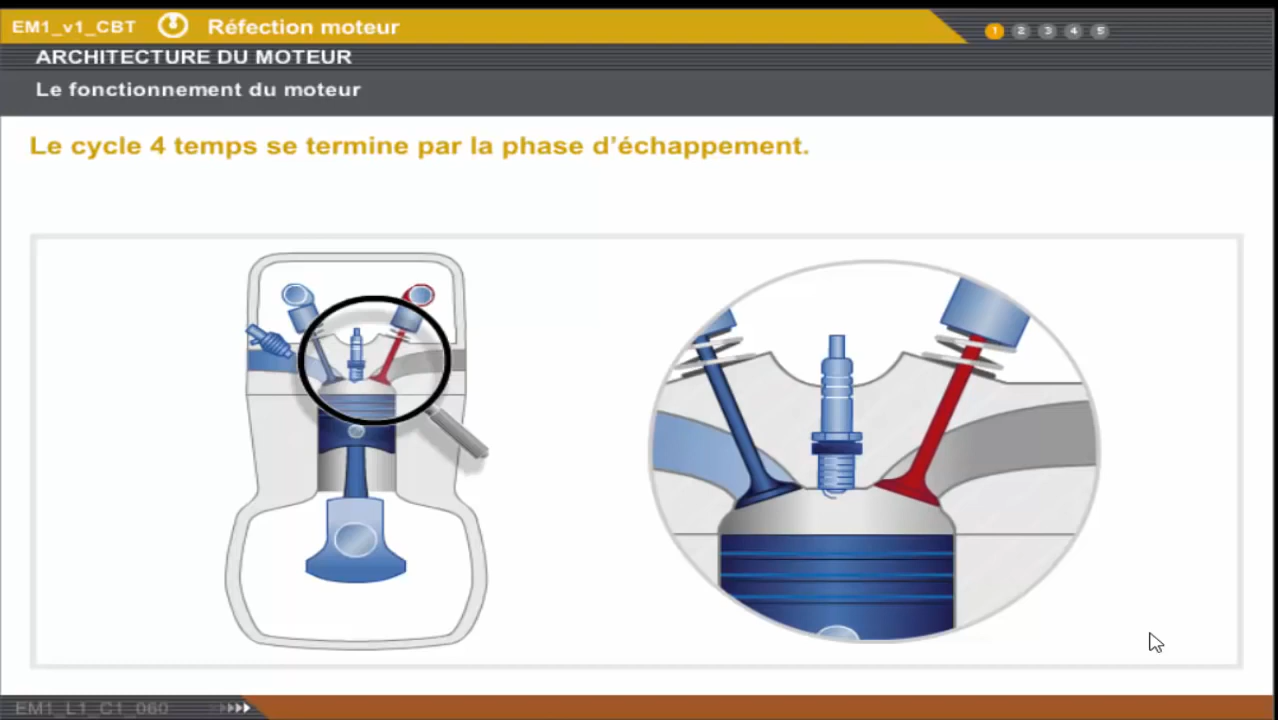 EM1_v1_CBT Réfection moteur
1 2 3 4 5
ARCHITECTURE DU MOTEUR
Le fonctionnement du moteur
Le cycle 4 temps se termine par la phase d’échappement.
EM1_L1_C1_060